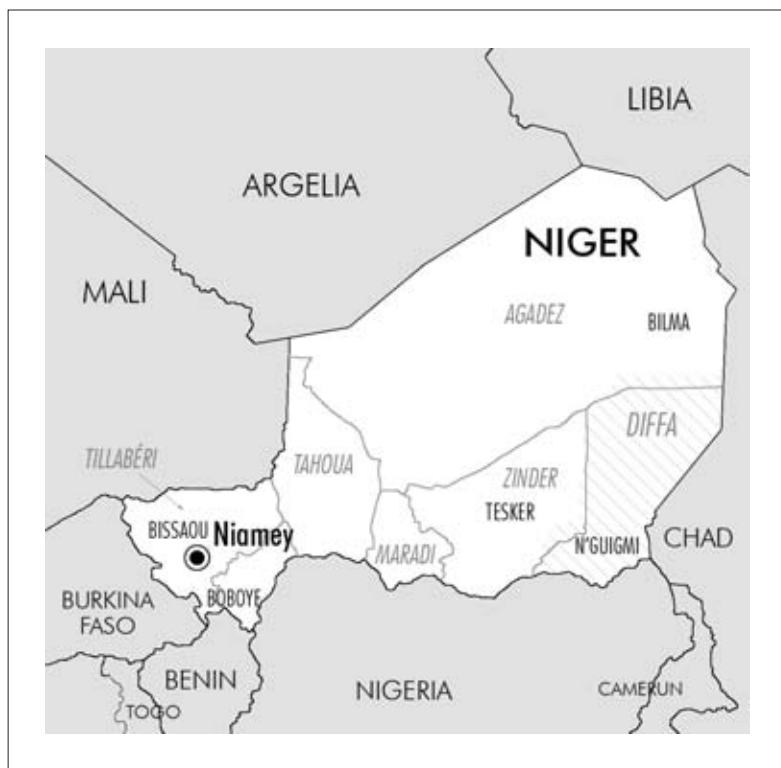 LIBIA
ARGELIA
NIGER
MALI
AGADEZ
BILMA
DIFFA
TILLABÉRI
TAHOUA
ZINDER
TESKER
BISSAOU Niamey
N'GUIGMI
CHAD
MARADI
BOBOYE
BURKINA
FASO
BENIN
NIGERIA
CAMERUN
TOGO